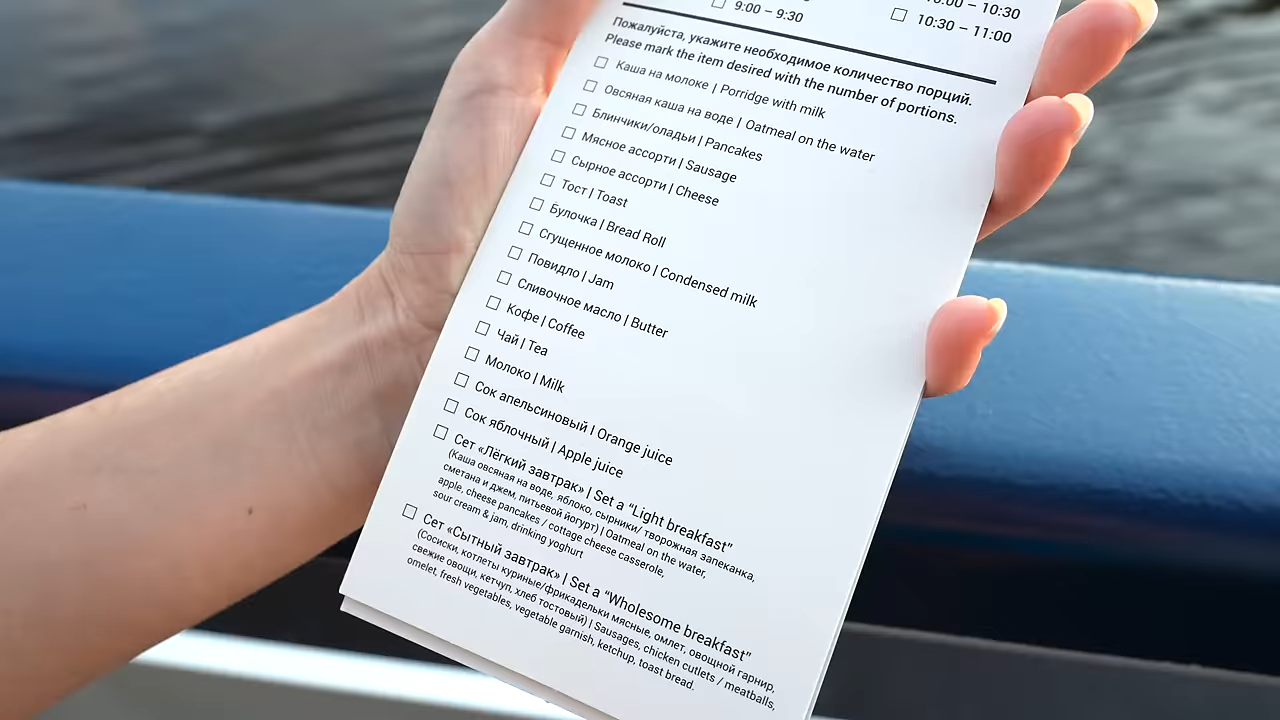 9:00 – 9:30
10:00 – 10:30
10:30 – 11:00
Пожалуйста, укажите необходимое количество порций.
Please mark the item desired with the number of portions.
Каша на молоке | Porridge with milk
Овсяная каша на воде | Oatmeal on the water
Блинчики/оладьи | Pancakes
Мясное ассорти | Sausage
Сырное ассорти | Cheese
Тост | Toast
Булочка | Bread Roll
Сгущенное молоко | Condensed milk
Повидло | Jam
Сливочное масло | Butter
Кофе | Coffee
Чай | Tea
Молоко | Milk
Сок апельсиновый | Orange juice
Сок яблочный | Apple juice
Сет «Лёгкий завтрак» | Set a “Light breakfast”
(Каша овсяная на воде, яблоко, сырники/ творожная запеканка,
сметана и джем, питьевой йогурт) | Oatmeal on the water,
apple, cheese pancakes / cottage cheese casserole,
sour cream & jam, drinking yoghurt
Сет «Сытный завтрак» | Set a “Wholesome breakfast”
(Сосиски, котлеты куриные/фрикадельки мясные, омлет, овощной гарнир,
свежие овощи, кетчуп, хлеб тостовый) | Sausages, chicken cutlets / meatballs,
omelet, fresh vegetables, vegetable garnish, ketchup, toast bread.